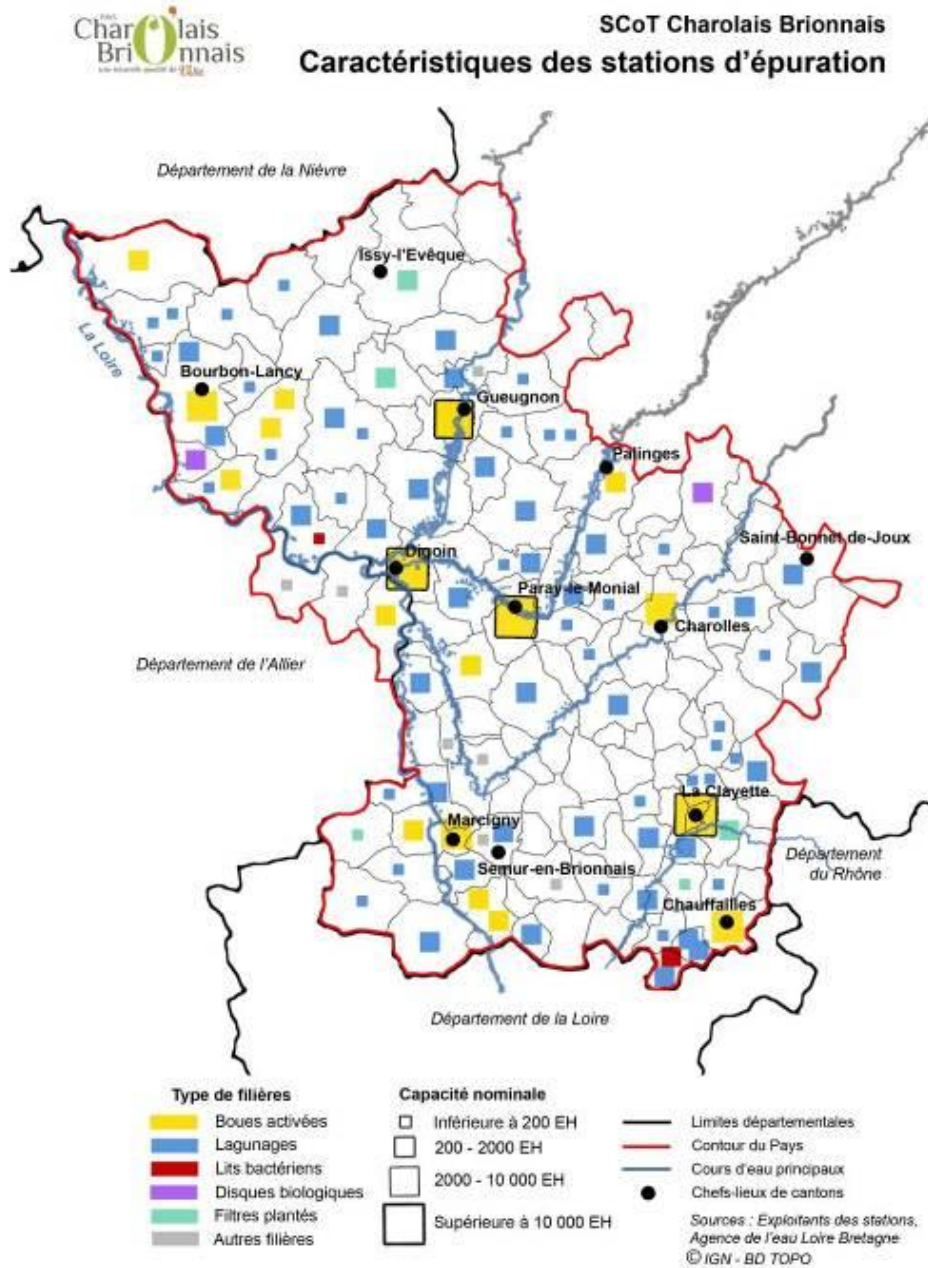 PAYS
Charolais
Brionnais
SCoT Charolais Brionnais
Caractéristiques des stations d'épuration
Département de la Nièvre
Issy-l'Evêque
La Loire
Bourbon-Lancy
Gueugnon
Palinges
Saint-Bonnet de-Joux
Digoin
Paray-le-Monial
Charolles
Département de l'Allier
La Clayette
Marcigny
Département
du Rhône
Semur-en-Brionnais
Chauffailles
Département de la Loire
Type de filières
Boues activées
Lagunages
Lits bactériens
Disques biologiques
Filtres plantés
Autres filières
Capacité nominale
Inférieure à 200 EH
200 - 2000 EH
2000 - 10 000 EH
Supérieure à 10 000 EH
Limites départementales
Contour du Pays
Cours d'eau principaux
Chefs-lieux de cantons
Sources : Exploitants des stations,
Agence de l'eau Loire Bretagne
© IGN - BD TOPO